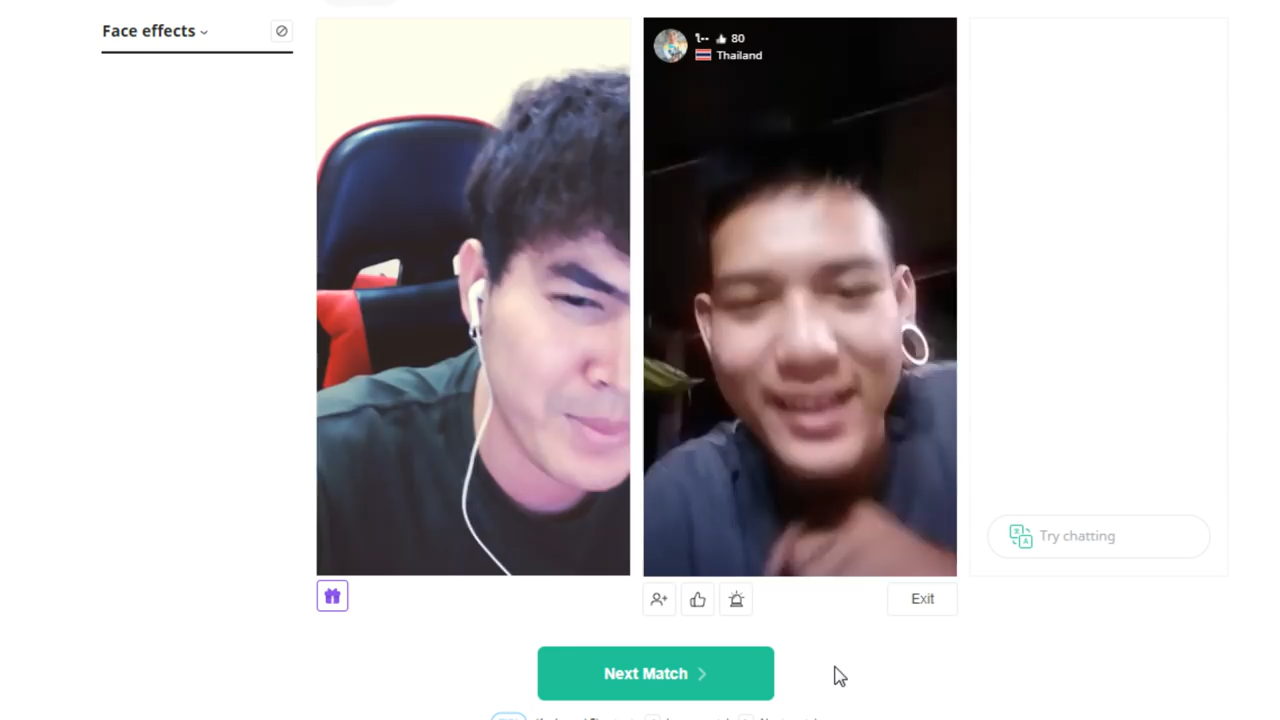 Face effects
80
Thailand
Try chatting
Exit
Next Match